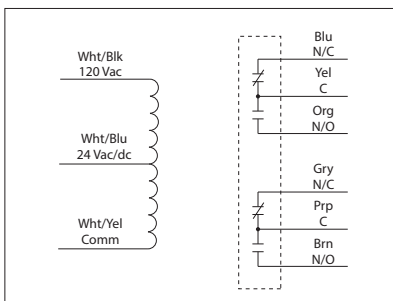 Wht/Blk
120 Vac
Wht/Blu
24 Vac/dc
Wht/Yel
Comm
Blu
N/C
Yel
C
Org
N/O
Gry
N/C
Prp
C
Brn
N/O